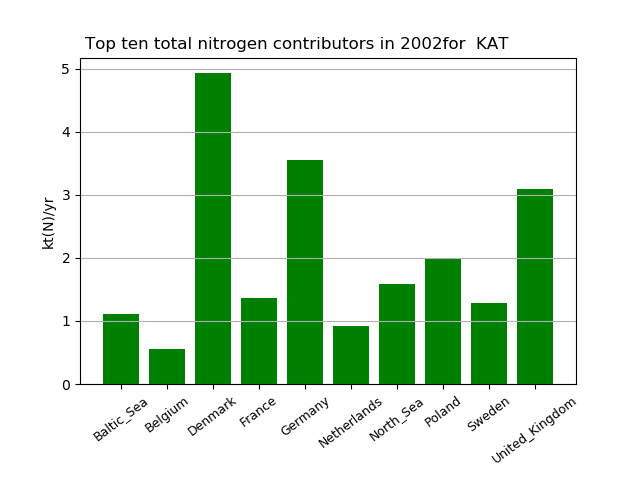 Top ten total nitrogen contributors in 2002for  KAT
kt(N)/yr
5
4
3
2
1
0
Baltic_Sea
Belgium
Denmark
France
Germany
Netherlands
North_Sea
Poland
Sweden
United_Kingdom